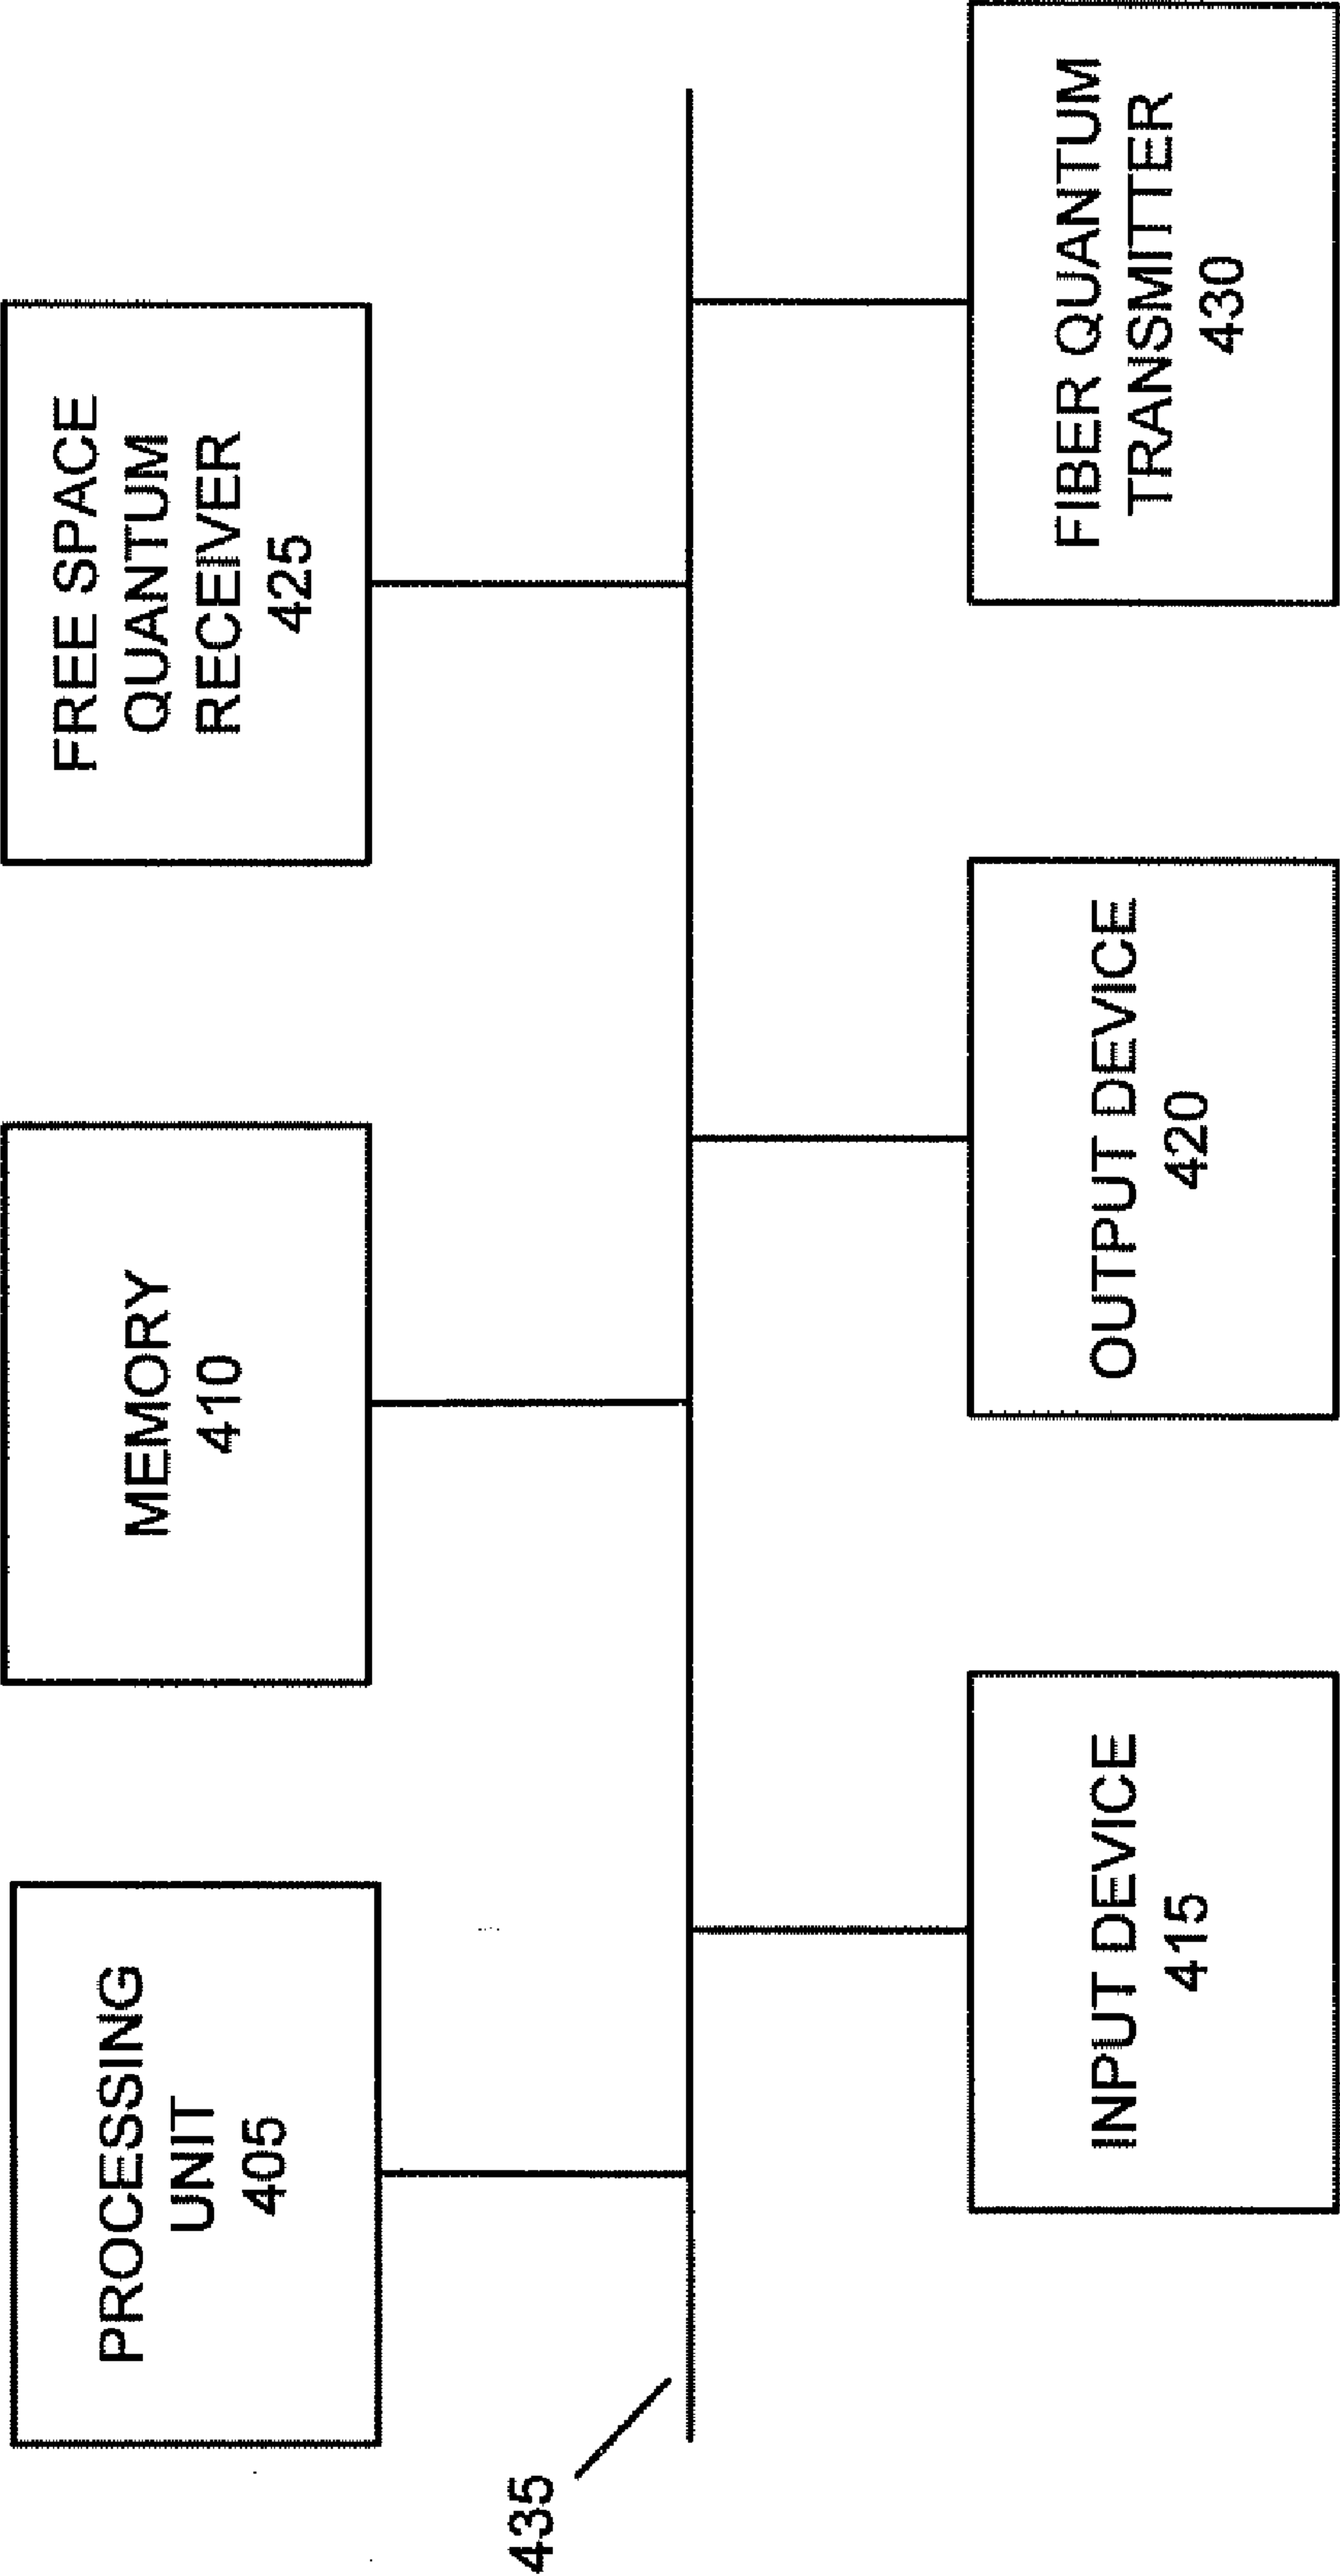 PROCESSING
UNIT
405
MEMORY
410
FREE SPACE
QUANTUM
RECEIVER
425
435
INPUT DEVICE
415
OUTPUT DEVICE
420
FIBER QUANTUM
TRANSMITTER
430